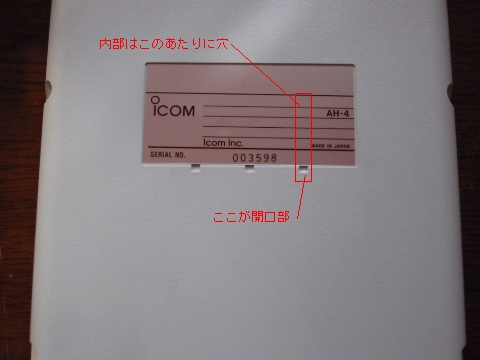 内部はこのあたりに穴
ICOM
AH-4
Icom Inc.
MADE IN JAPAN
SERIAL NO.
003598
ここが開口部